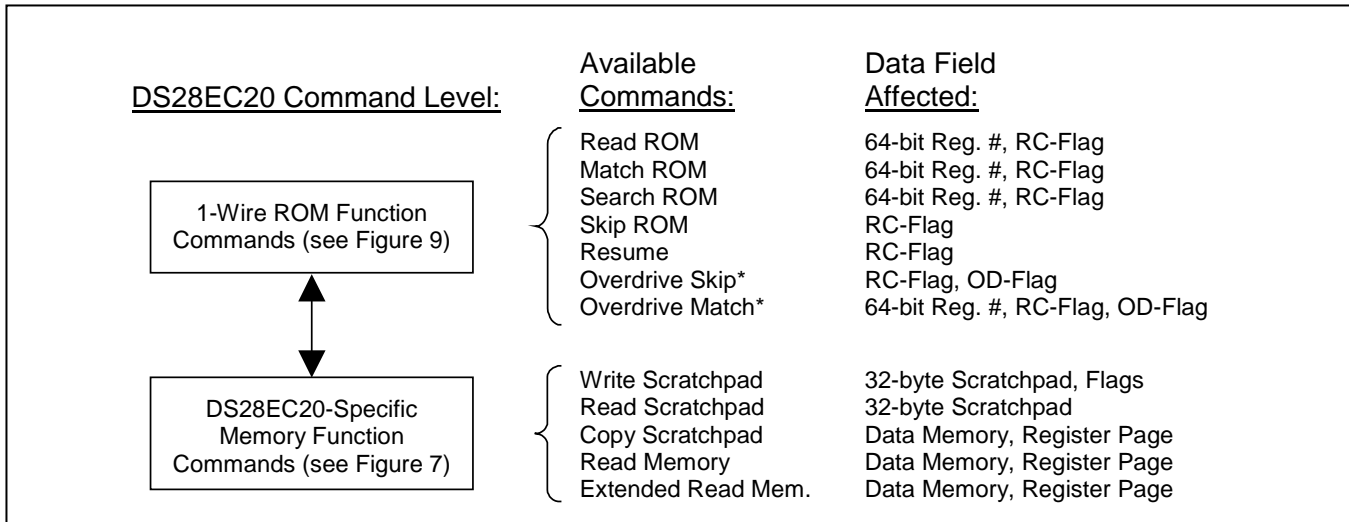 DS28EC20 Command Level:
Available
Commands:
Data Field
Affected:
1-Wire ROM Function
Commands (see Figure 9)
Read ROM 64-bit Reg. #, RC-Flag
Match ROM 64-bit Reg. #, RC-Flag
Search ROM 64-bit Reg. #, RC-Flag
Skip ROM RC-Flag
Resume RC-Flag
Overdrive Skip* RC-Flag, OD-Flag
Overdrive Match* 64-bit Reg. #, RC-Flag, OD-Flag
DS28EC20-Specific
Memory Function
Commands (see Figure 7)
Write Scratchpad 32-byte Scratchpad, Flags
Read Scratchpad 32-byte Scratchpad
Copy Scratchpad Data Memory, Register Page
Read Memory Data Memory, Register Page
Extended Read Mem. Data Memory, Register Page